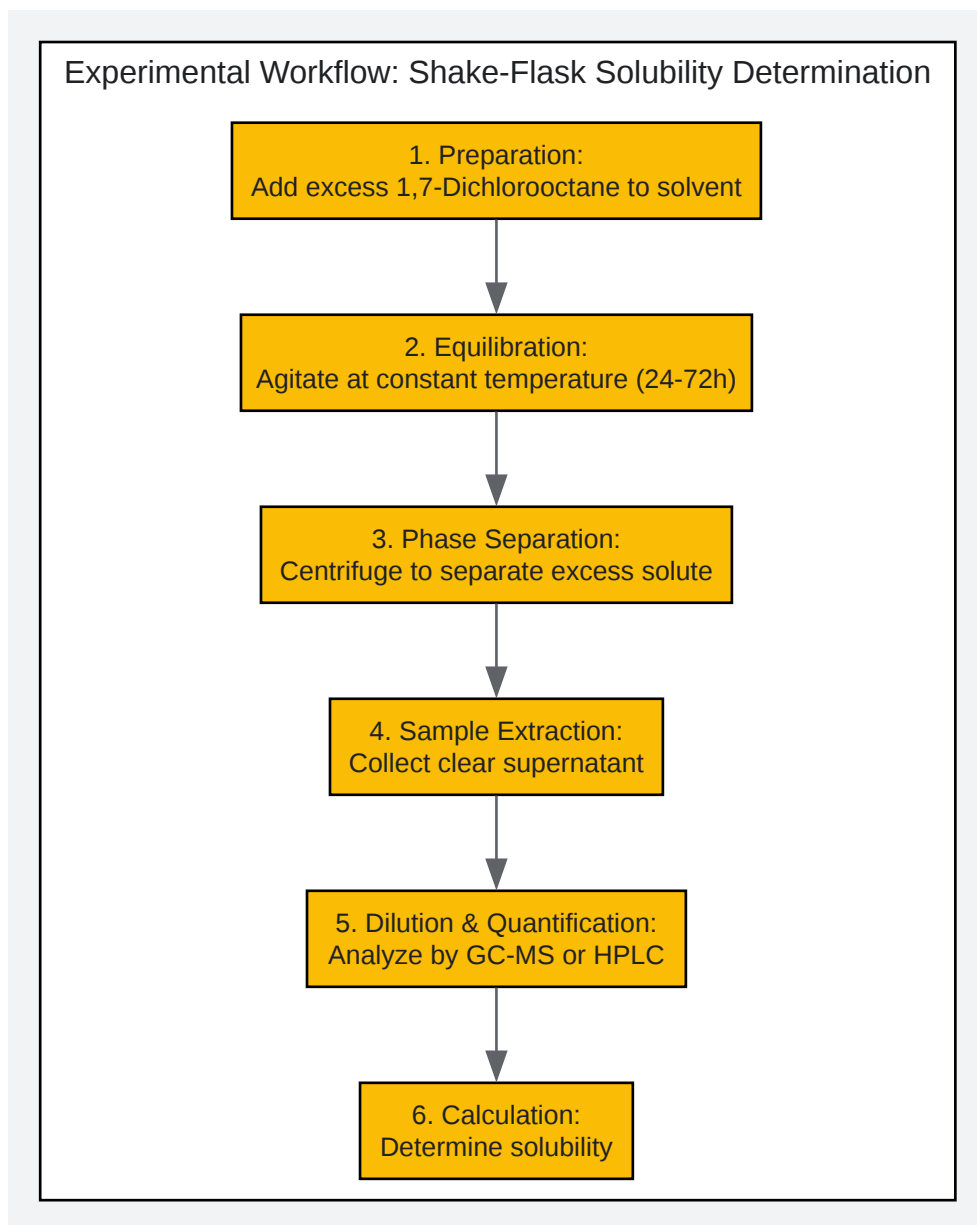 Experimental Workflow: Shake-Flask Solubility Determination
1. Preparation:
Add excess 1,7-Dichlorooctane to solvent
2. Equilibration:
Agitate at constant temperature (24-72h)
3. Phase Separation:
Centrifuge to separate excess solute
4. Sample Extraction:
Collect clear supernatant
5. Dilution & Quantification:
Analyze by GC-MS or HPLC
6. Calculation:
Determine solubility